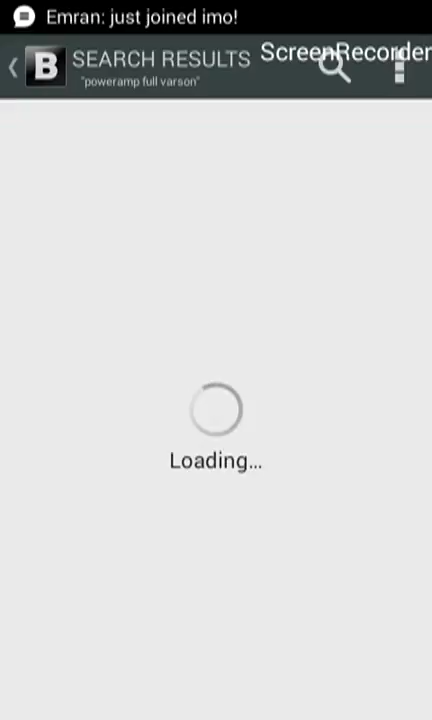 Emran: just joined imo!
B
SEARCH RESULTS
ScreenRecorder
"poweramp full varson"
Loading...